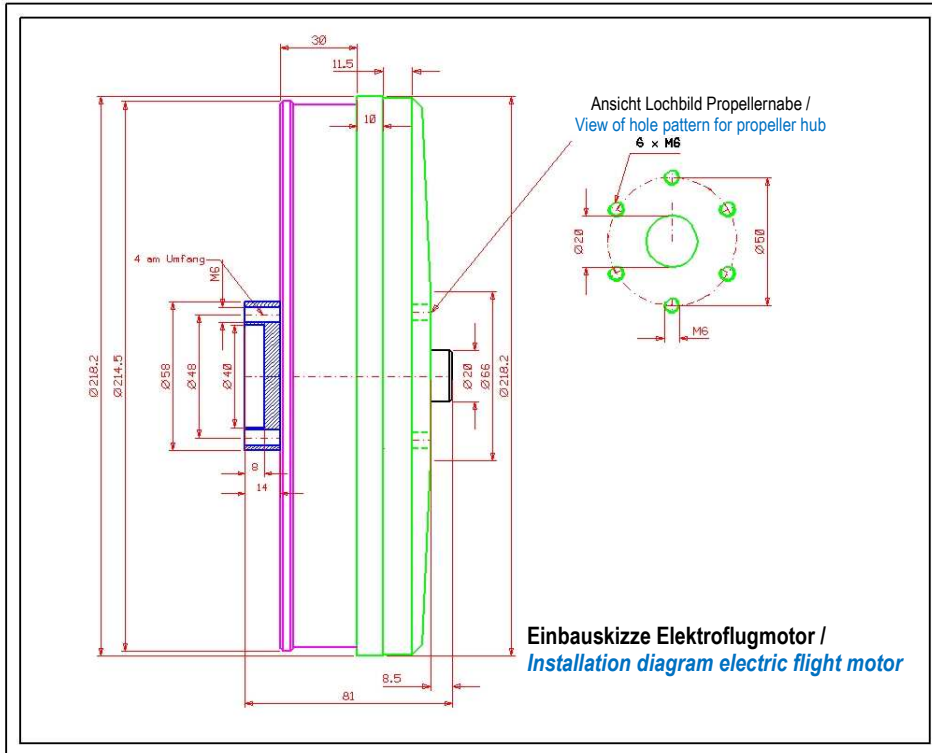 30
11.5
10
Ansicht Lochbild Propellernabe /
View of hole pattern for propeller hub
6 × M6
Ø20
Ø50
M6
4 am Umfang
M6
Ø218.2
Ø214.5
Ø58
Ø48
Ø40
Ø20
Ø66
Ø218.2
8
14
Einbauskizze Elektroflugmotor /
Installation diagram electric flight motor
8.5
81